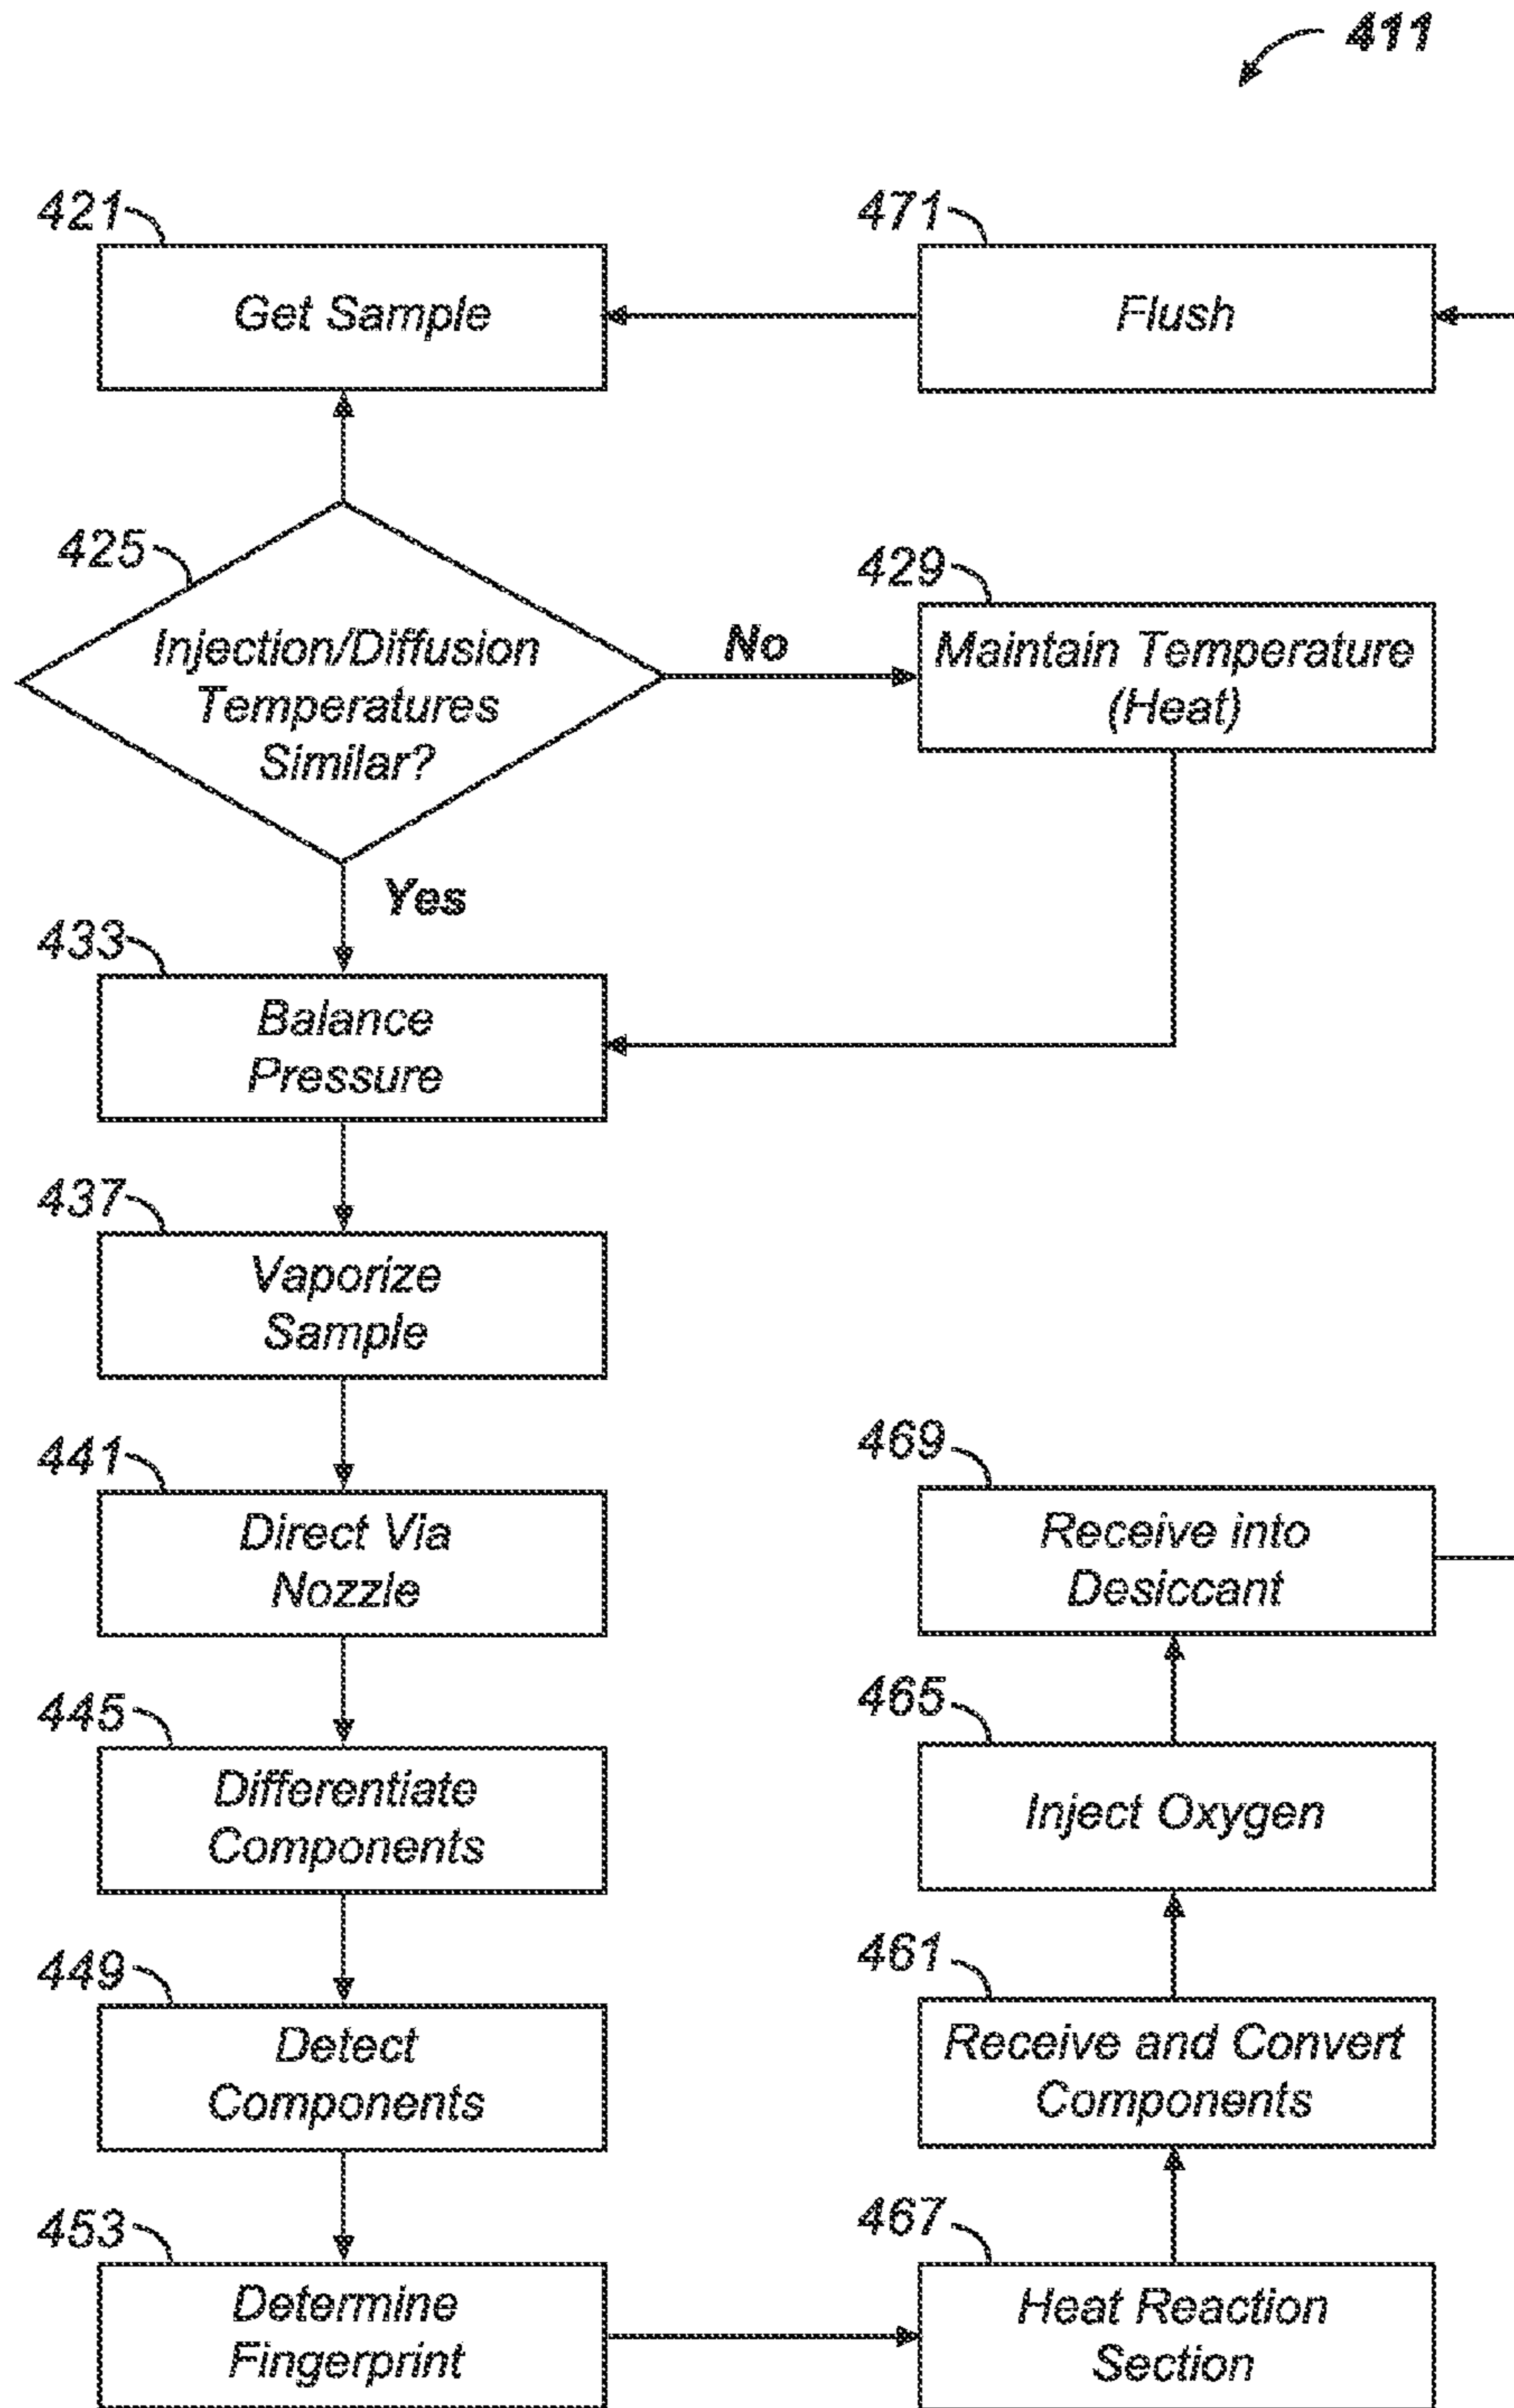 411
421
Get Sample
471
Flush
425
Injection/Diffusion
Temperatures
Similar?
No
429
Maintain Temperature
(Heat)
Yes
433
Balance
Pressure
437
Vaporize
Sample
441
Direct Via
Nozzle
469
Receive into
Desiccant
445
Differentiate
Components
465
Inject Oxygen
449
Detect
Components
461
Receive and Convert
Components
453
Determine
Fingerprint
467
Heat Reaction
Section